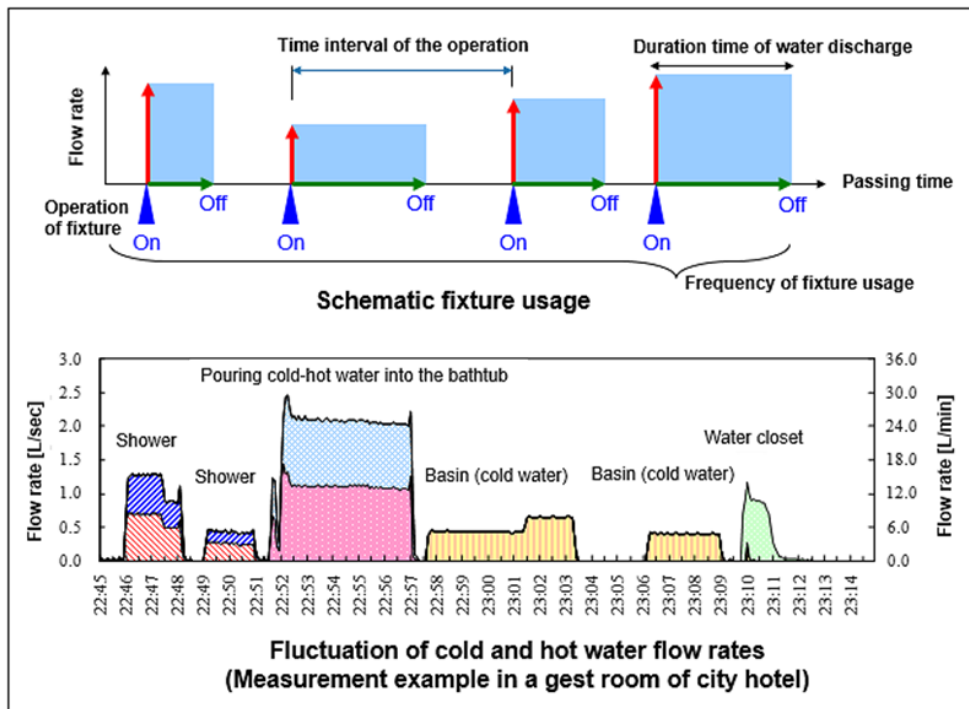 Time interval of the operation
Duration time of water discharge
Flow rate
Passing time
Operation
of fixture
On
Off
On
Off
On
Off
On
Off
Frequency of fixture usage
Schematic fixture usage
Flow rate [L/sec]
3.0
2.5
2.0
1.5
1.0
0.5
0.0
Pouring cold-hot water into the bathtub
Shower
Shower
Basin (cold water)
Basin (cold water)
Water closet
36.0
30.0
24.0
18.0
12.0
6.0
0.0
Flow rate [L/min]
22:45
22:46
22:47
22:48
22:49
22:50
22:51
22:52
22:53
22:54
22:55
22:56
22:57
22:58
22:59
23:00
23:01
23:02
23:03
23:04
23:05
23:06
23:07
23:08
23:09
23:10
23:11
23:12
23:13
23:14
Fluctuation of cold and hot water flow rates
(Measurement example in a gest room of city hotel)